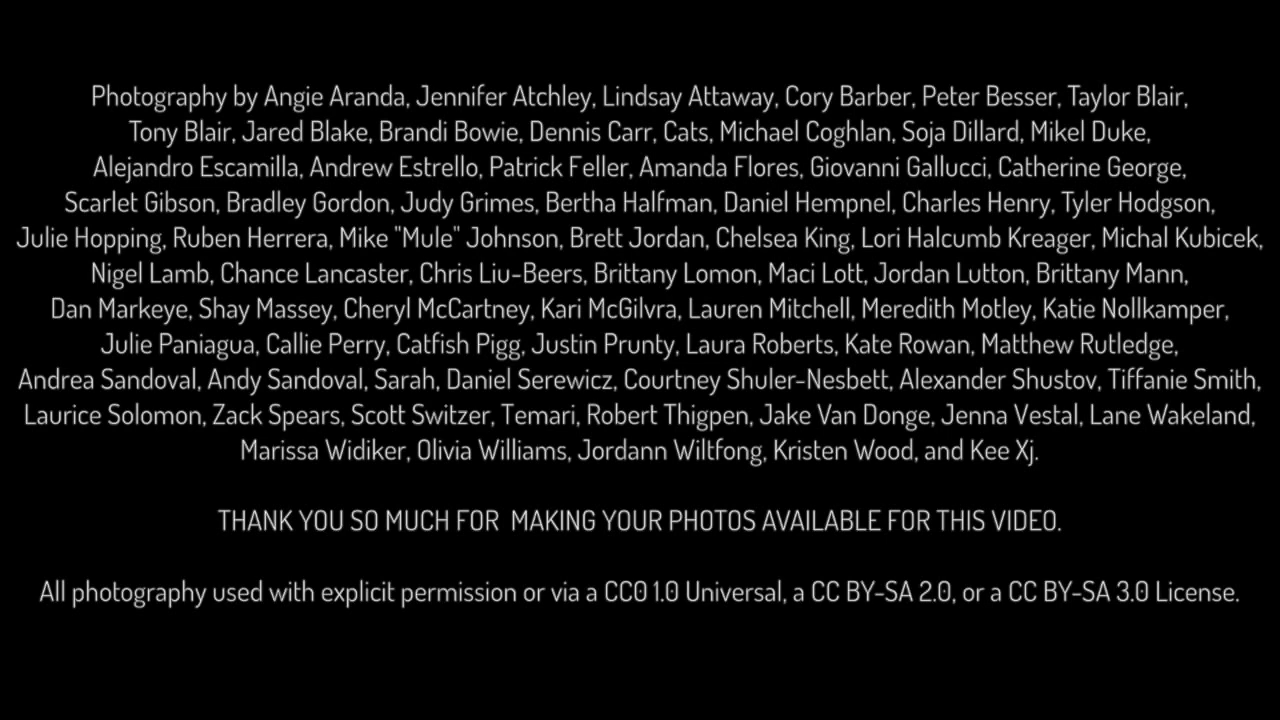 Photography by Angie Aranda, Jennifer Atchley, Lindsay Attaway, Cory Barber, Peter Besser, Taylor Blair,
Tony Blair, Jared Blake, Brandi Bowie, Dennis Carr, Cats, Michael Coghlan, Soja Dillard, Mikel Duke,
Alejandro Escamilla, Andrew Estrello, Patrick Feller, Amanda Flores, Giovanni Gallucci, Catherine George,
Scarlet Gibson, Bradley Gordon, Judy Grimes, Bertha Halfman, Daniel Hempnel, Charles Henry, Tyler Hodgson,
Julie Hopping, Ruben Herrera, Mike "Mule" Johnson, Brett Jordan, Chelsea King, Lori Halcumb Kreager, Michal Kubicek,
Nigel Lamb, Chance Lancaster, Chris Liu-Beers, Brittany Lomon, Maci Lott, Jordan Lutton, Brittany Mann,
Dan Markeye, Shay Massey, Cheryl McCartney, Kari McGilvra, Lauren Mitchell, Meredith Motley, Katie Nollkamper,
Julie Paniagua, Callie Perry, Catfish Pigg, Justin Prunty, Laura Roberts, Kate Rowan, Matthew Rutledge,
Andrea Sandoval, Andy Sandoval, Sarah, Daniel Serewicz, Courtney Shuler-Nesbett, Alexander Shustov, Tiffanie Smith,
Laurice Solomon, Zack Spears, Scott Switzer, Temari, Robert Thigpen, Jake Van Donge, Jenna Vestal, Lane Wakeland,
Marissa Widiker, Olivia Williams, Jordann Wiltfong, Kristen Wood, and Kee Xj.
THANK YOU SO MUCH FOR  MAKING YOUR PHOTOS AVAILABLE FOR THIS VIDEO.
All photography used with explicit permission or via a CC0 1.0 Universal, a CC BY-SA 2.0, or a CC BY-SA 3.0 License.